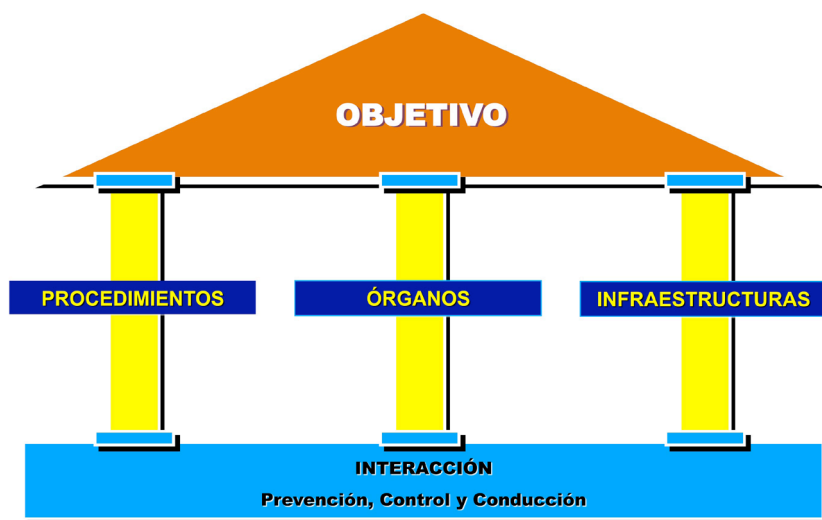 OBJETIVO
PROCEDIMIENTOS
ÓRGANOS
INFRAESTRUCTURAS
INTERACCIÓN
Prevención, Control y Conducción